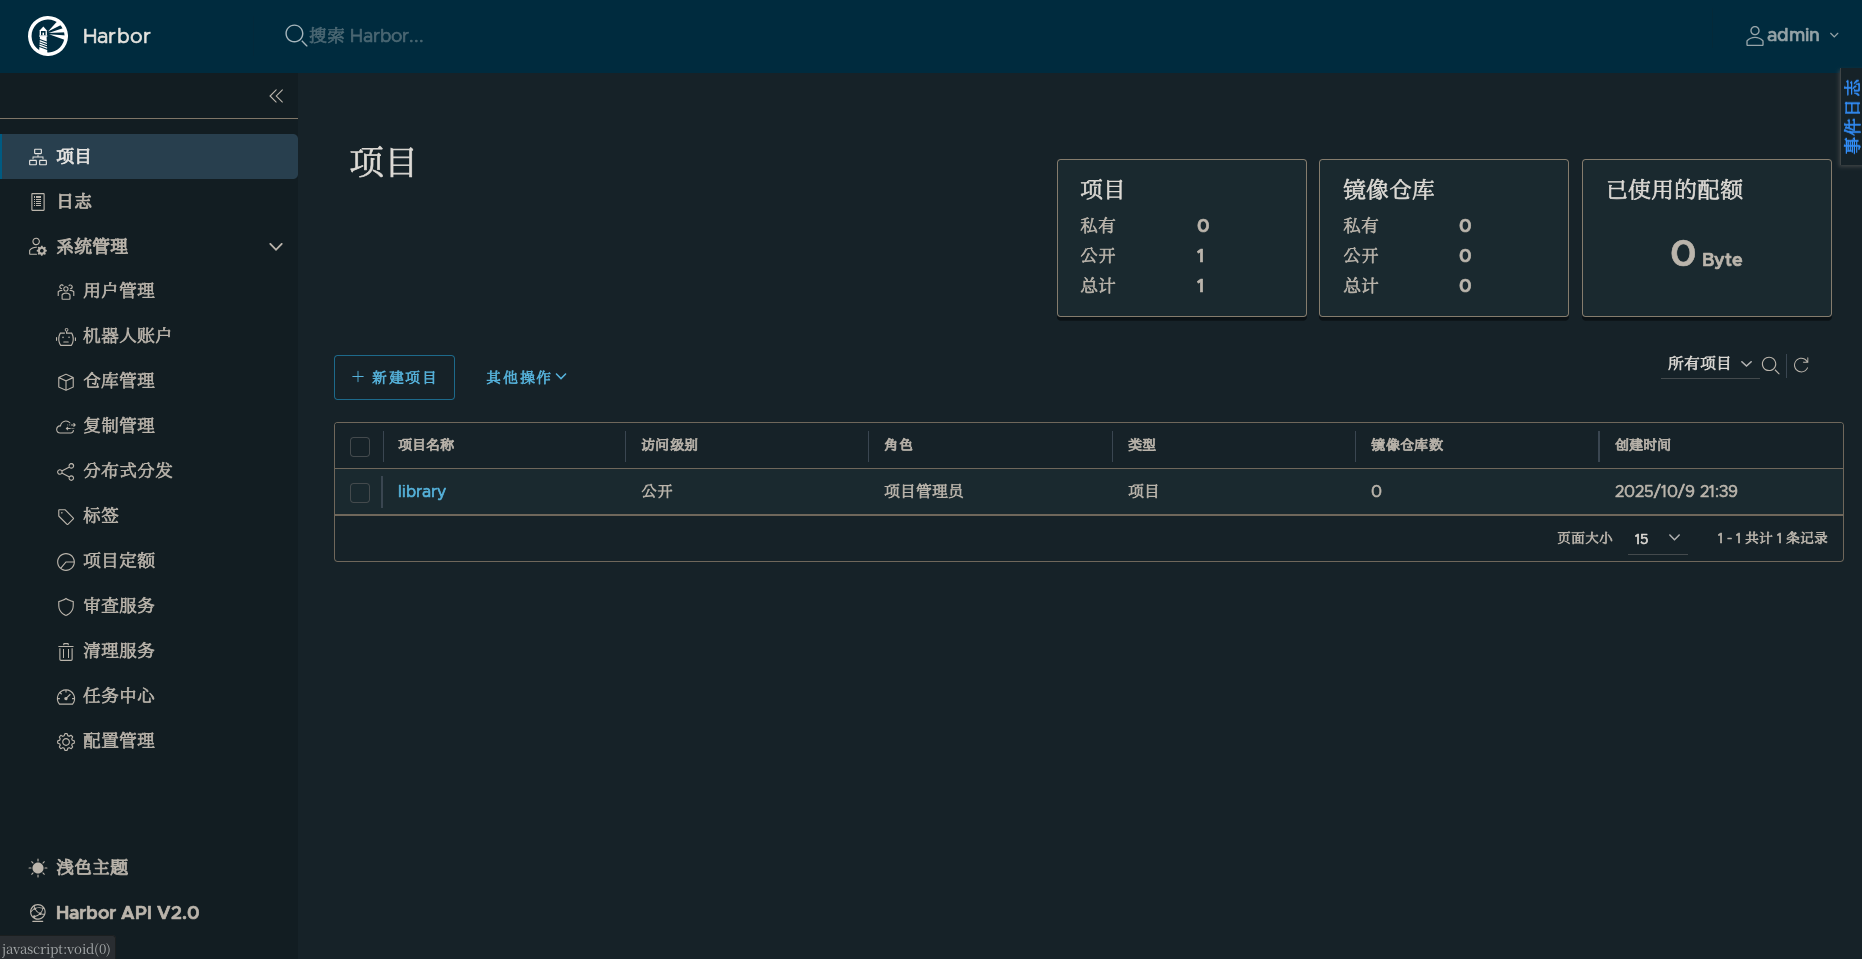 Harbor
搜索 Harbor...
admin
事件日志
项目
日志
系统管理
用户管理
机器人账户
仓库管理
复制管理
分布式分发
标签
项目定额
审查服务
清理服务
任务中心
配置管理
浅色主题
Harbor API V2.0
javascript:void(0)
项目
项目
私有 0
公开 1
总计 1
镜像仓库
私有 0
公开 0
总计 0
已使用的配额
0 Byte
新建项目 其他操作
所有项目
项目名称 访问级别 角色 类型 镜像仓库数 创建时间
library 公开 项目管理员 项目 0 2025/10/9 21:39
页面大小 15 1 - 1 共计 1 条记录